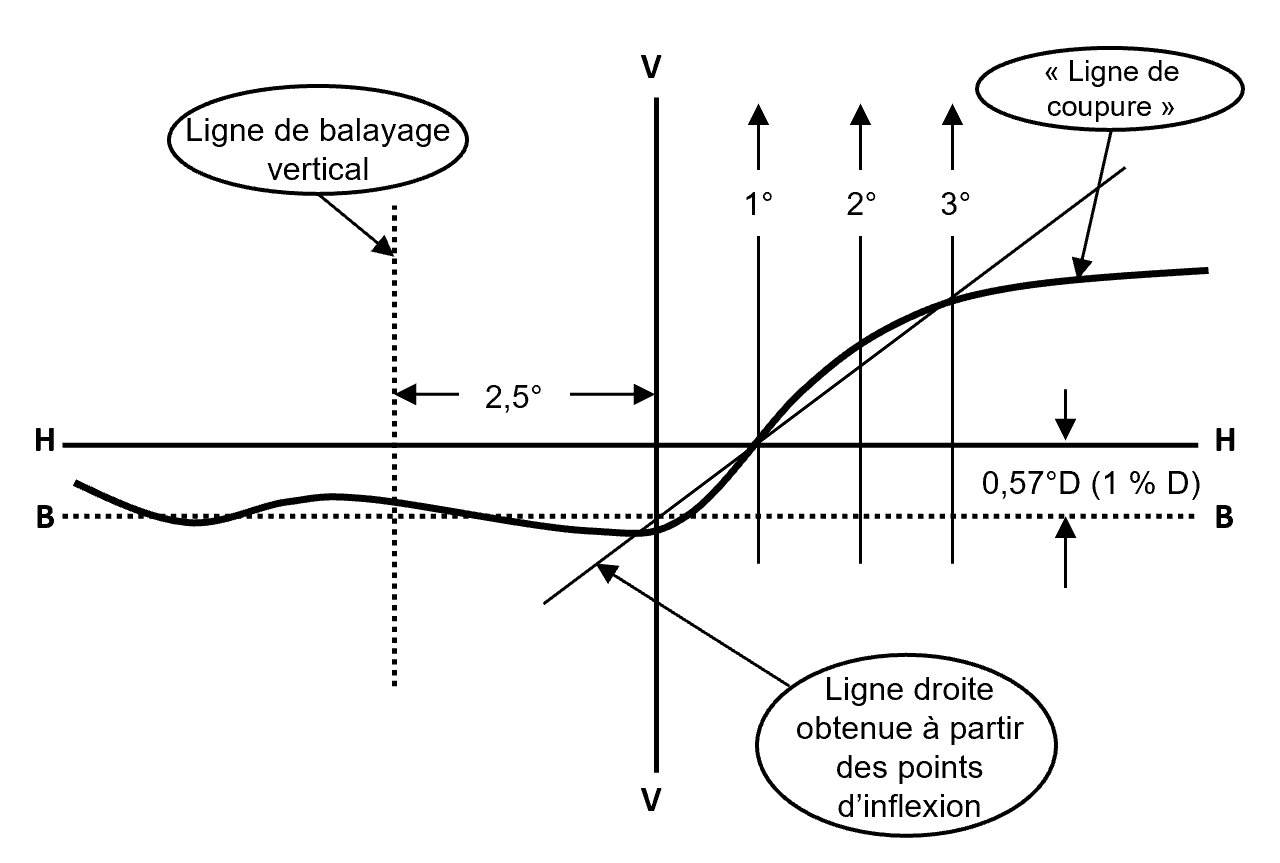 V
« Ligne de
coupure »
Ligne de balayage
vertical
1°
2°
3°
2,5°
H
H
0,57°D (1 % D)
B
B
Ligne droite
obtenue à partir
des points
d’inflexion
V